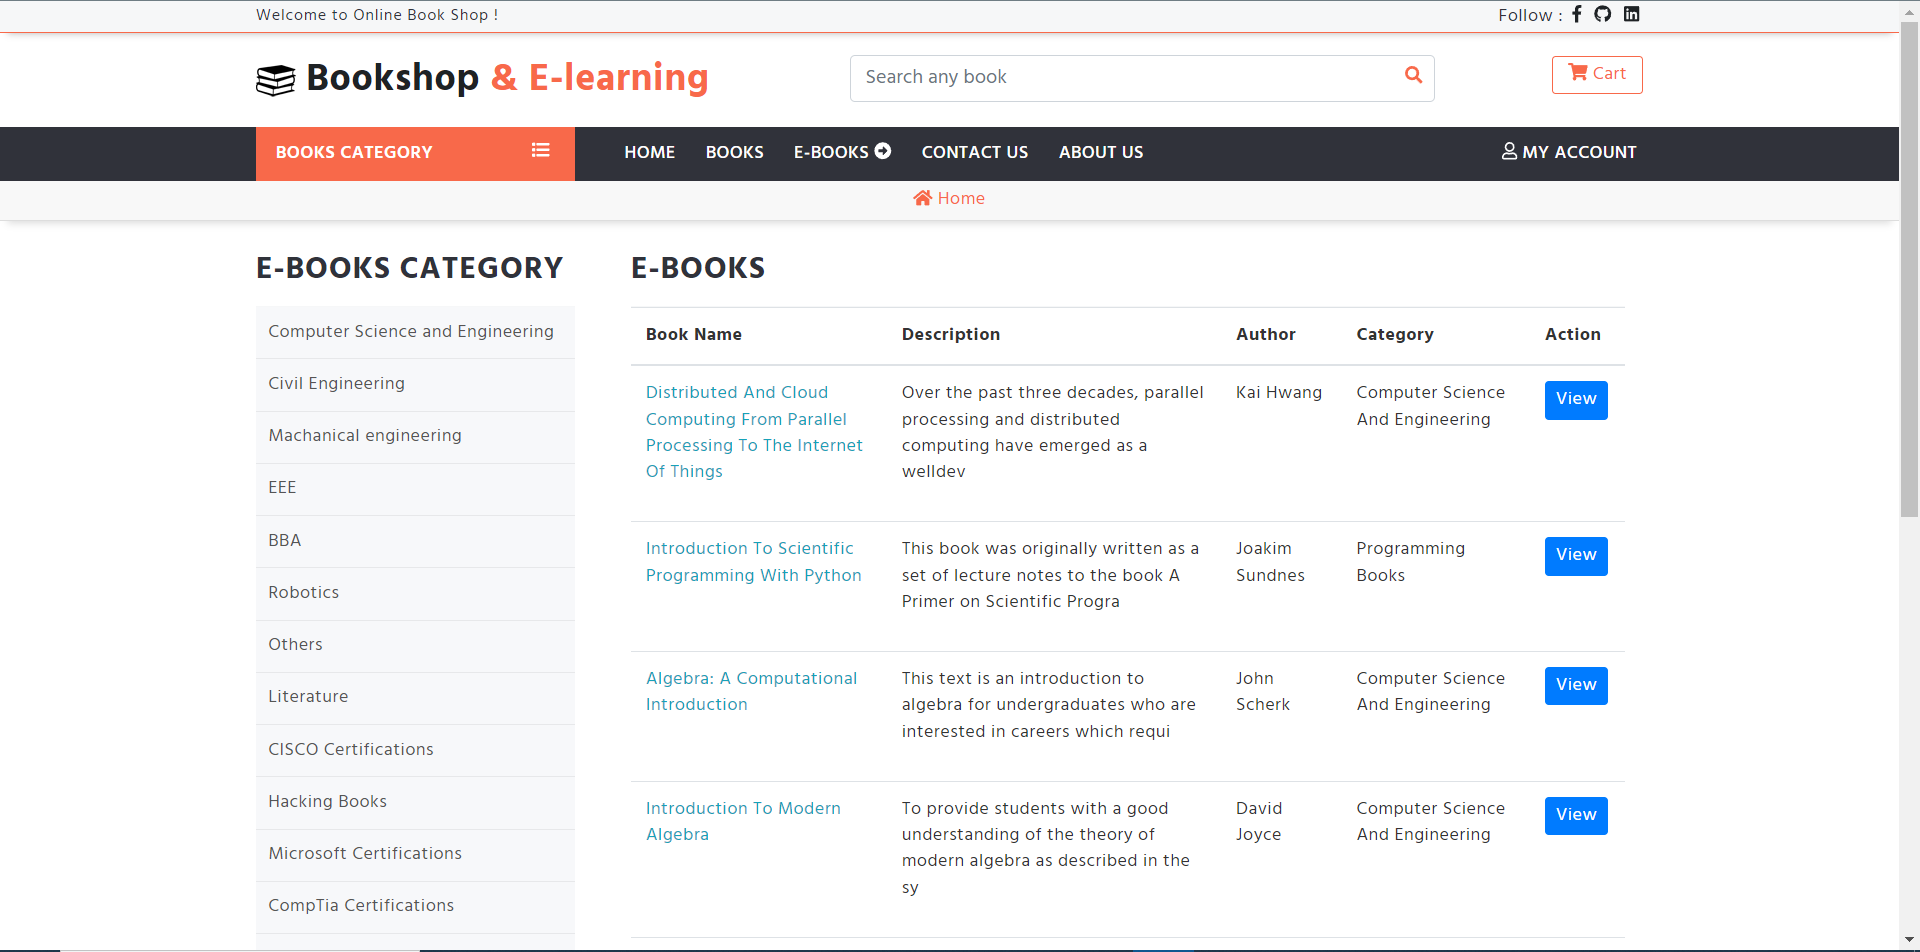 Welcome to Online Book Shop !
Follow :
Bookshop & E-learning
Search any book
Cart
BOOKS CATEGORY
HOME
BOOKS
E-BOOKS
CONTACT US
ABOUT US
MY ACCOUNT
Home
E-BOOKS CATEGORY
Computer Science and Engineering
Civil Engineering
Machanical engineering
EEE
BBA
Robotics
Others
Literature
CISCO Certifications
Hacking Books
Microsoft Certifications
CompTia Certifications
E-BOOKS
Book Name
Description
Author
Category
Action
Distributed And Cloud
Computing From Parallel
Processing To The Internet
Of Things
Over the past three decades, parallel
processing and distributed
computing have emerged as a
welldev
Kai Hwang
Computer Science
And Engineering
View
Introduction To Scientific
Programming With Python
This book was originally written as a
set of lecture notes to the book A
Primer on Scientific Progra
Joakim
Sundnes
Programming
Books
View
Algebra: A Computational
Introduction
This text is an introduction to
algebra for undergraduates who are
interested in careers which requi
John
Scherk
Computer Science
And Engineering
View
Introduction To Modern
Algebra
To provide students with a good
understanding of the theory of
modern algebra as described in the
sy
David
Joyce
Computer Science
And Engineering
View